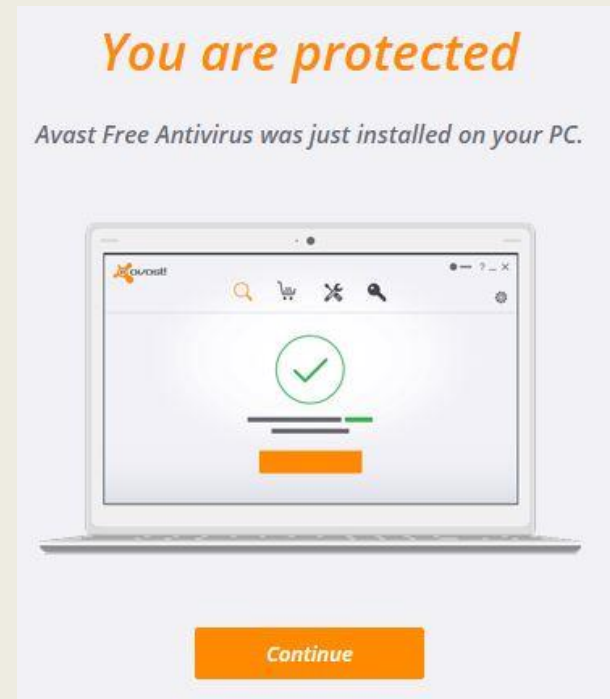 You are protected
Avast Free Antivirus was just installed on your PC.
avast!
? _ X
Continue